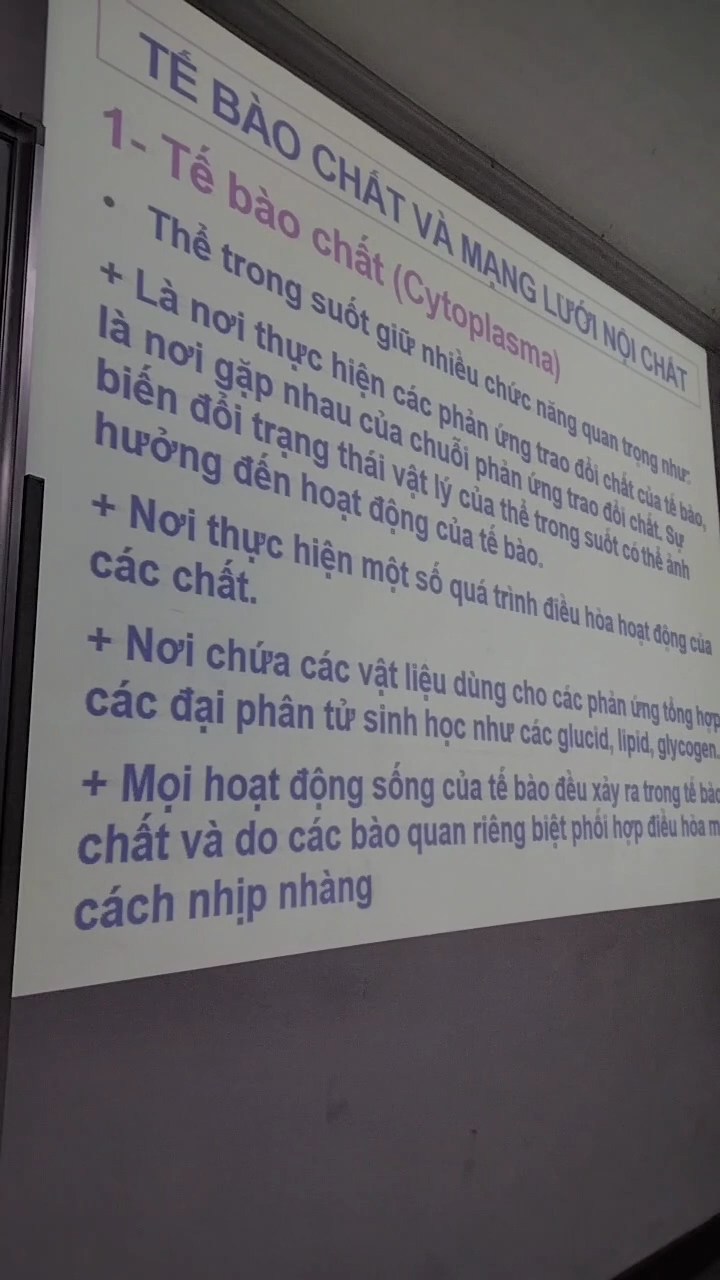 TẾ BÀO CHẤT VÀ MẠNG LƯỚI NỘI CHẤT
1- Tế bào chất (Cytoplasma)
• Thể trong suốt giữ nhiều chức năng quan trọng như:
+ Là nơi thực hiện các phản ứng trao đổi chất của tế bào,
là nơi gặp nhau của chuỗi phản ứng trao đổi chất. Sự
biến đổi trạng thái vật lý của thể trong suốt có thể ảnh
hưởng đến hoạt động của tế bào.
+ Nơi thực hiện một số quá trình điều hòa hoạt động của
các chất.
+ Nơi chứa các vật liệu dùng cho các phản ứng tổng hợp
các đại phân tử sinh học như các glucid, lipid, glycogen.
+ Mọi hoạt động sống của tế bào đều xảy ra trong tế bào
chất và do các bào quan riêng biệt phối hợp điều hòa
cách nhịp nhàng